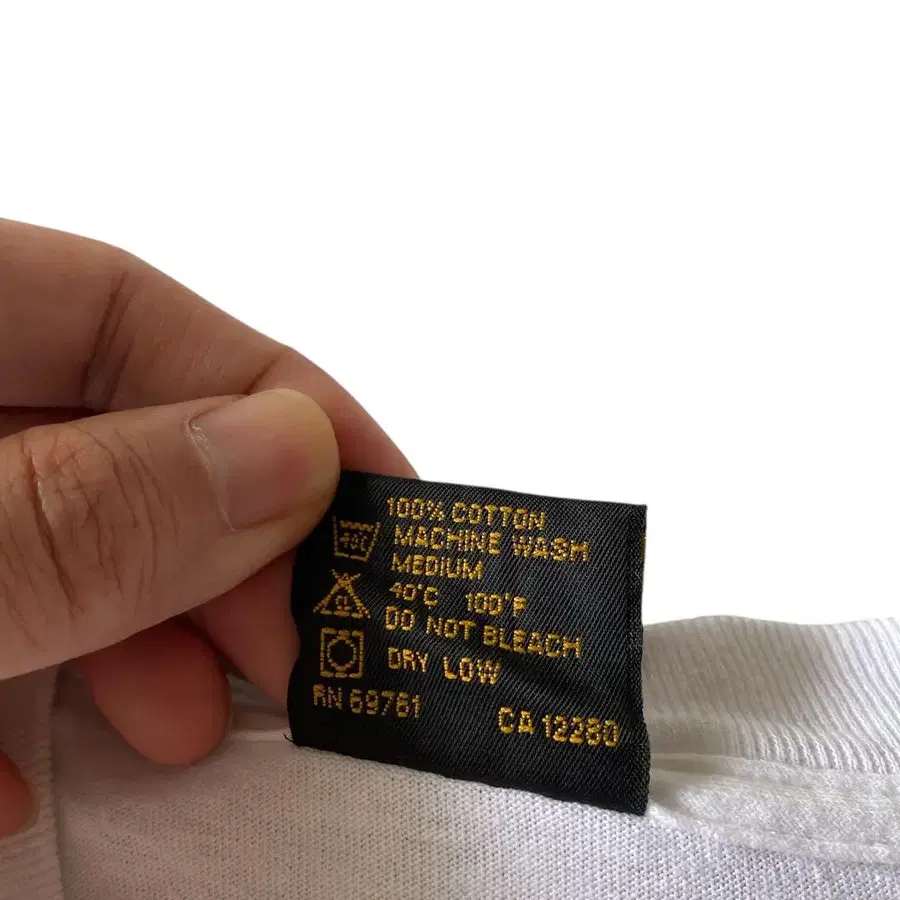 100% COTTON
MACHINE WASH
MEDIUM
40°C 100°F
DO NOT BLEACH
DRY LOW
RN 69761 CA 12280